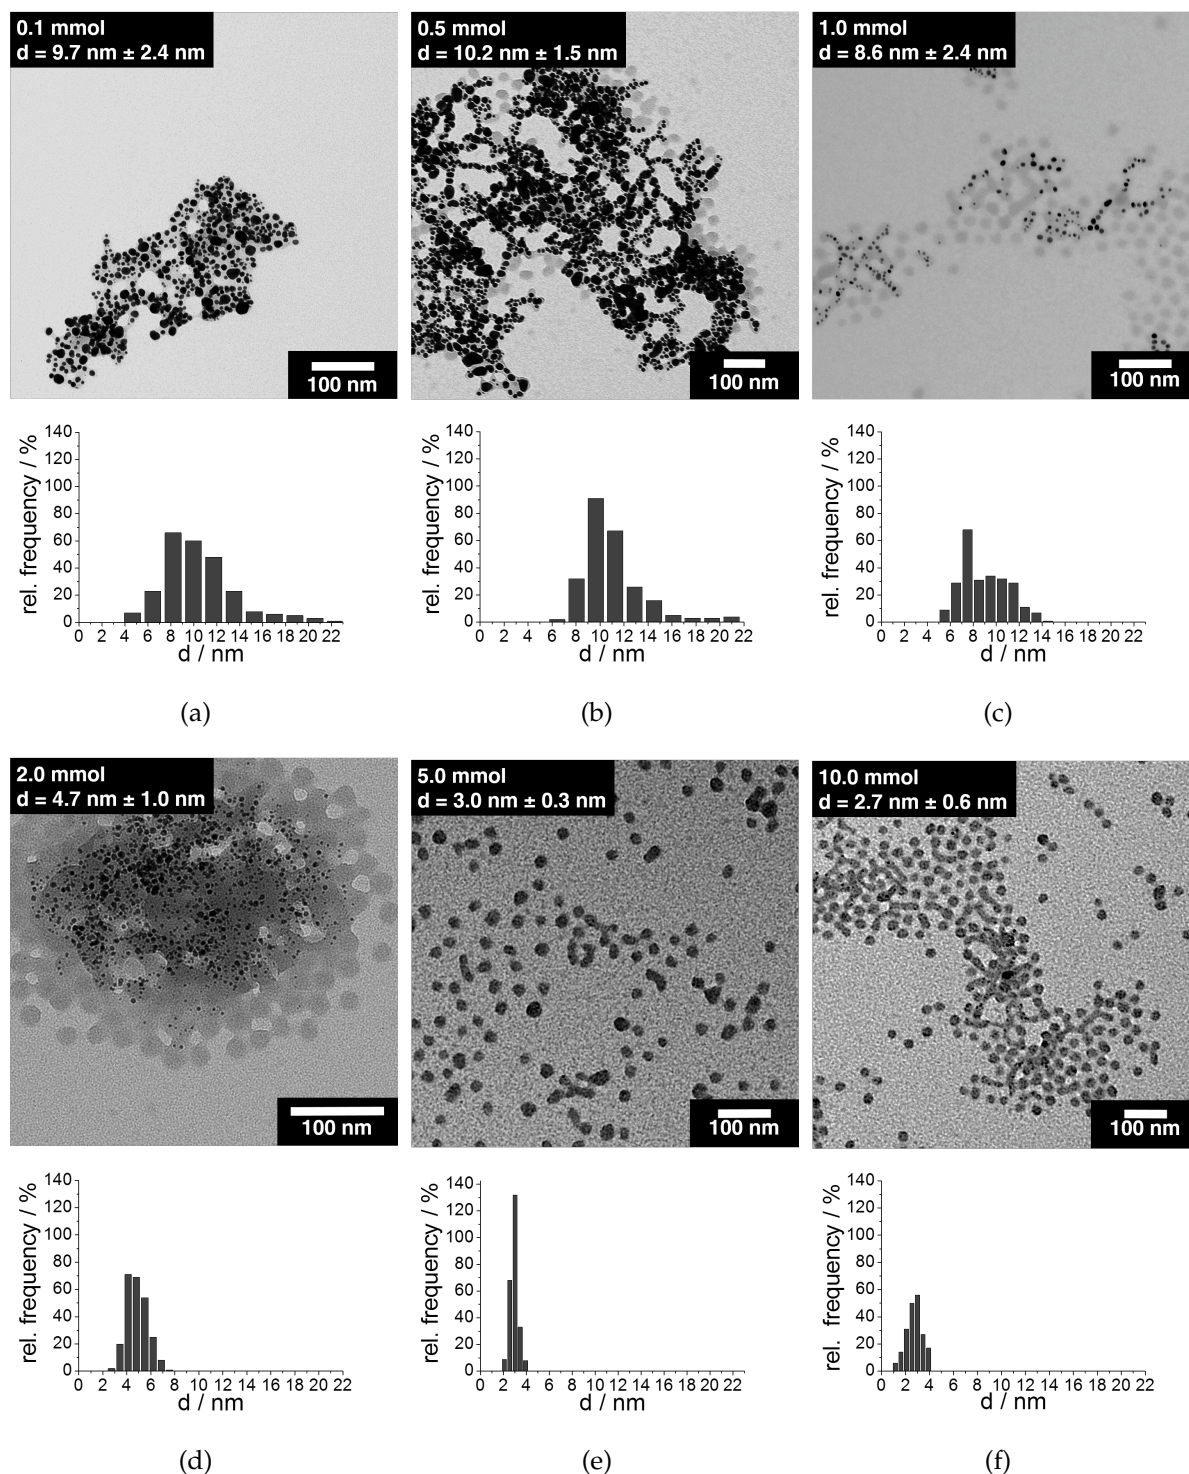 0.1 mmol
d = 9.7 nm ± 2.4 nm
100 nm
0.5 mmol
d = 10.2 nm ± 1.5 nm
100 nm
1.0 mmol
d = 8.6 nm ± 2.4 nm
100 nm
rel. frequency / %
140
120
100
80
60
40
20
0
0 2 4 6 8 10 12 14 16 18 20 22
d / nm
(a)
rel. frequency / %
140
120
100
80
60
40
20
0
0 2 4 6 8 10 12 14 16 18 20 22
d / nm
(b)
rel. frequency / %
140
120
100
80
60
40
20
0
0 2 4 6 8 10 12 14 16 18 20 22
d / nm
(c)
2.0 mmol
d = 4.7 nm ± 1.0 nm
100 nm
5.0 mmol
d = 3.0 nm ± 0.3 nm
100 nm
10.0 mmol
d = 2.7 nm ± 0.6 nm
100 nm
rel. frequency / %
140
120
100
80
60
40
20
0
0 2 4 6 8 10 12 14 16 18 20 22
d / nm
(d)
rel. frequency / %
140
120
100
80
60
40
20
0
0 2 4 6 8 10 12 14 16 18 20 22
d / nm
(e)
rel. frequency / %
140
120
100
80
60
40
20
0
0 2 4 6 8 10 12 14 16 18 20 22
d / nm
(f)